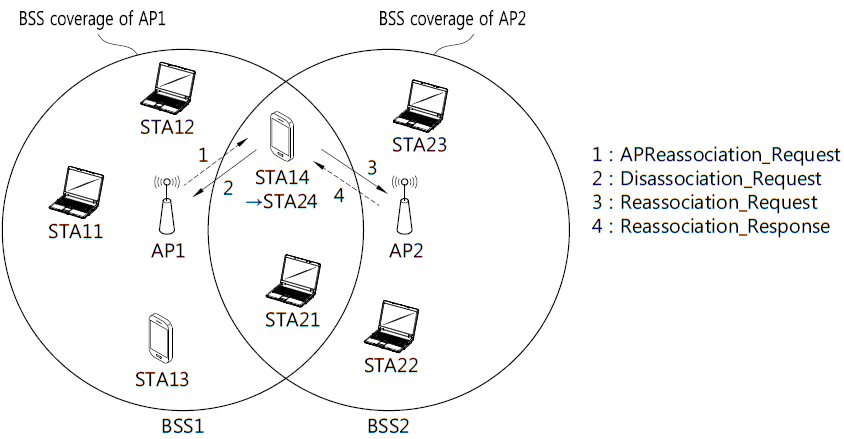 BSS coverage of AP1
BSS coverage of AP2
STA12
STA23
1
3
2
4
STA14
→STA24
STA11
AP1
AP2
STA21
STA13
STA22
BSS1
BSS2
1 : APReassociation_Request
2 : Disassociation_Request
3 : Reassociation_Request
4 : Reassociation_Response